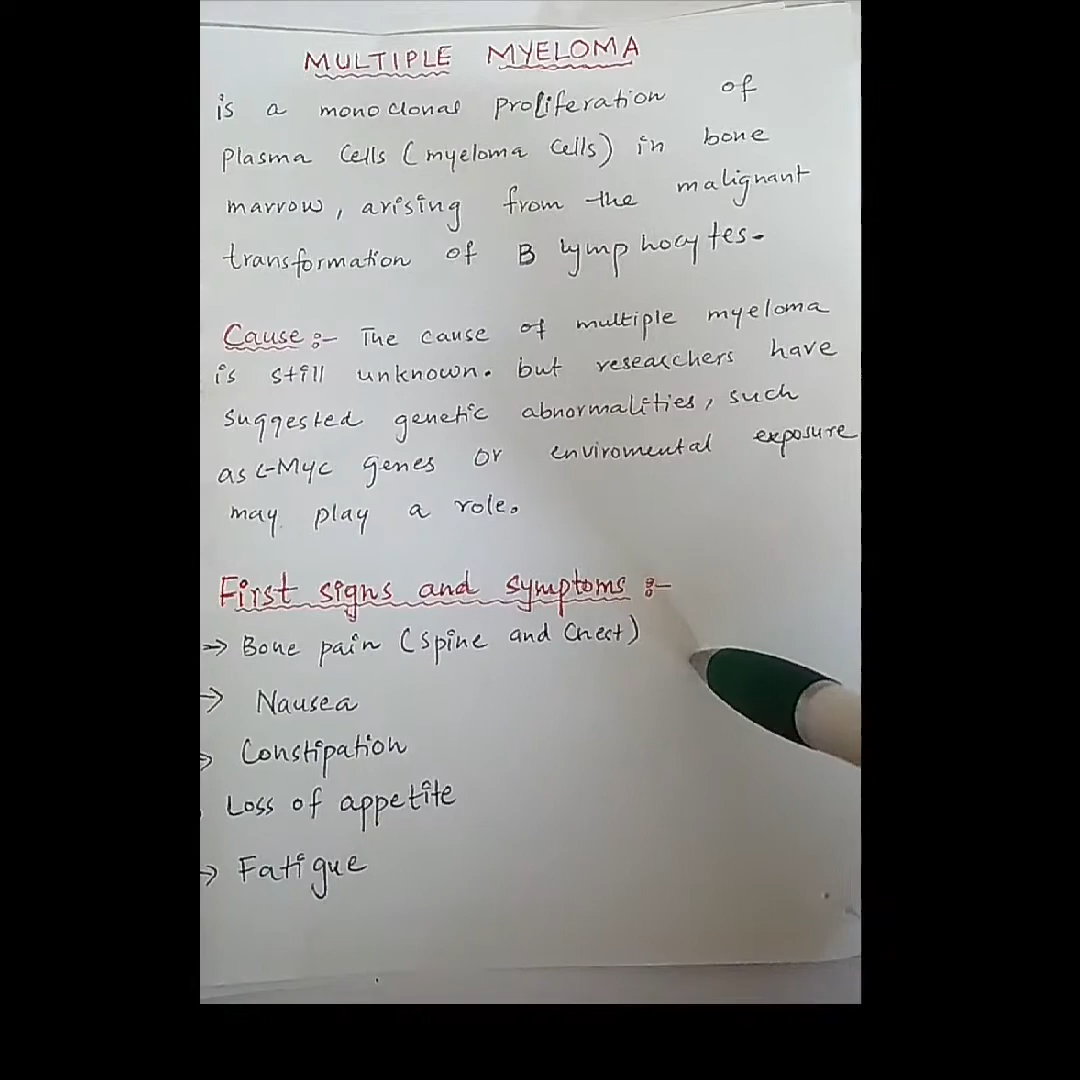 MULTIPLE MYELOMA
is a monoclonal proliferation of
plasma cells (myeloma cells) in bone
marrow, arising from the malignant
transformation of B lymphocytes.
Cause :- The cause of multiple myeloma
is still unknown. but researchers have
suggested genetic abnormalities, such
as c-Myc genes or enviromental exposure
may play a role.
First signs and symptoms :-
→ Bone pain (spine and Chest)
→ Nausea
→ Constipation
Loss of appetite
→ Fatigue